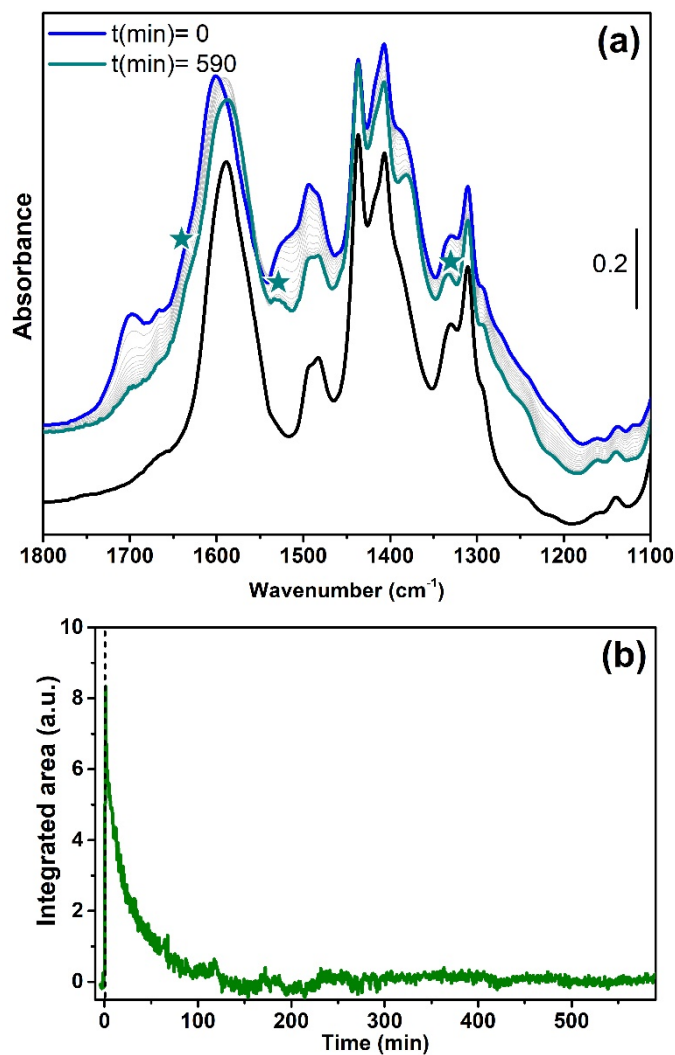 t(min)= 0
(a)
t(min)= 590
Absorbance
0.2
1800 1700 1600 1500 1400 1300 1200 1100
Wavenumber (cm⁻¹)
10
(b)
8
6
4
2
0
Integrated area (a.u.)
0 100 200 300 400 500
Time (min)